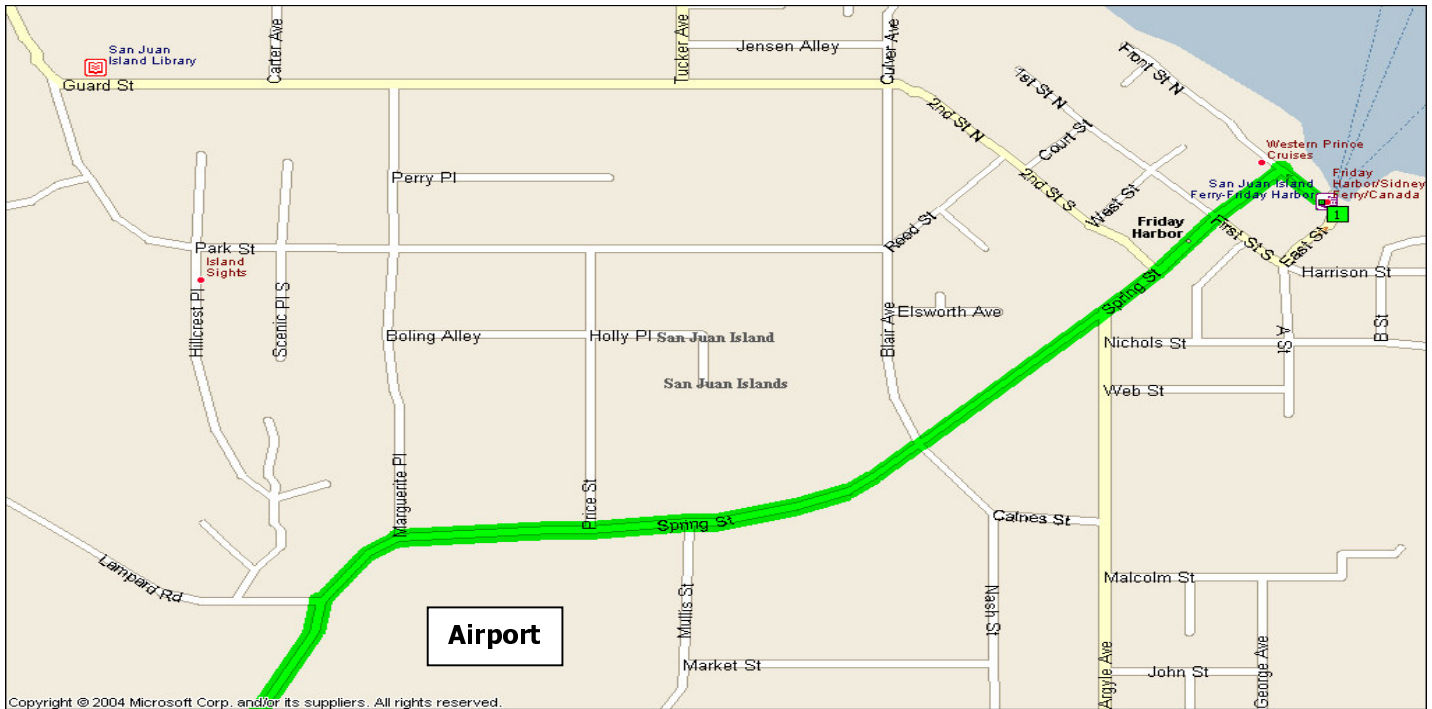 San Juan
Island Library
Carter Ave
Tucker Ave
Jensen Alley
Culver Ave
Front St N
1st St N
Guard St
2nd St N
Court St
Western Prince
Cruises
Perry Pl
2nd St S
West St
San Juan Island
Ferry-Friday Harbor
Friday
Harbor/Sidney
Ferry/Canada
1
Reed St
Friday
Harbor
First St S
East St
Park St
Island
Sights
Harrison St
Hillcrest Pl
Scenic Pl S
Spring St
Elsworth Ave
Boling Alley
Holly Pl
San Juan Island
Blair Ave
Nichols St
A St
B St
San Juan Islands
Web St
Marguerite Pl
Price St
Spring St
Caines St
Lampard Rd
Malcolm St
Airport
Mullis St
Nash St
Market St
Argyle Ave
John St
George Ave
Copyright © 2004 Microsoft Corp. and/or its suppliers. All rights reserved.